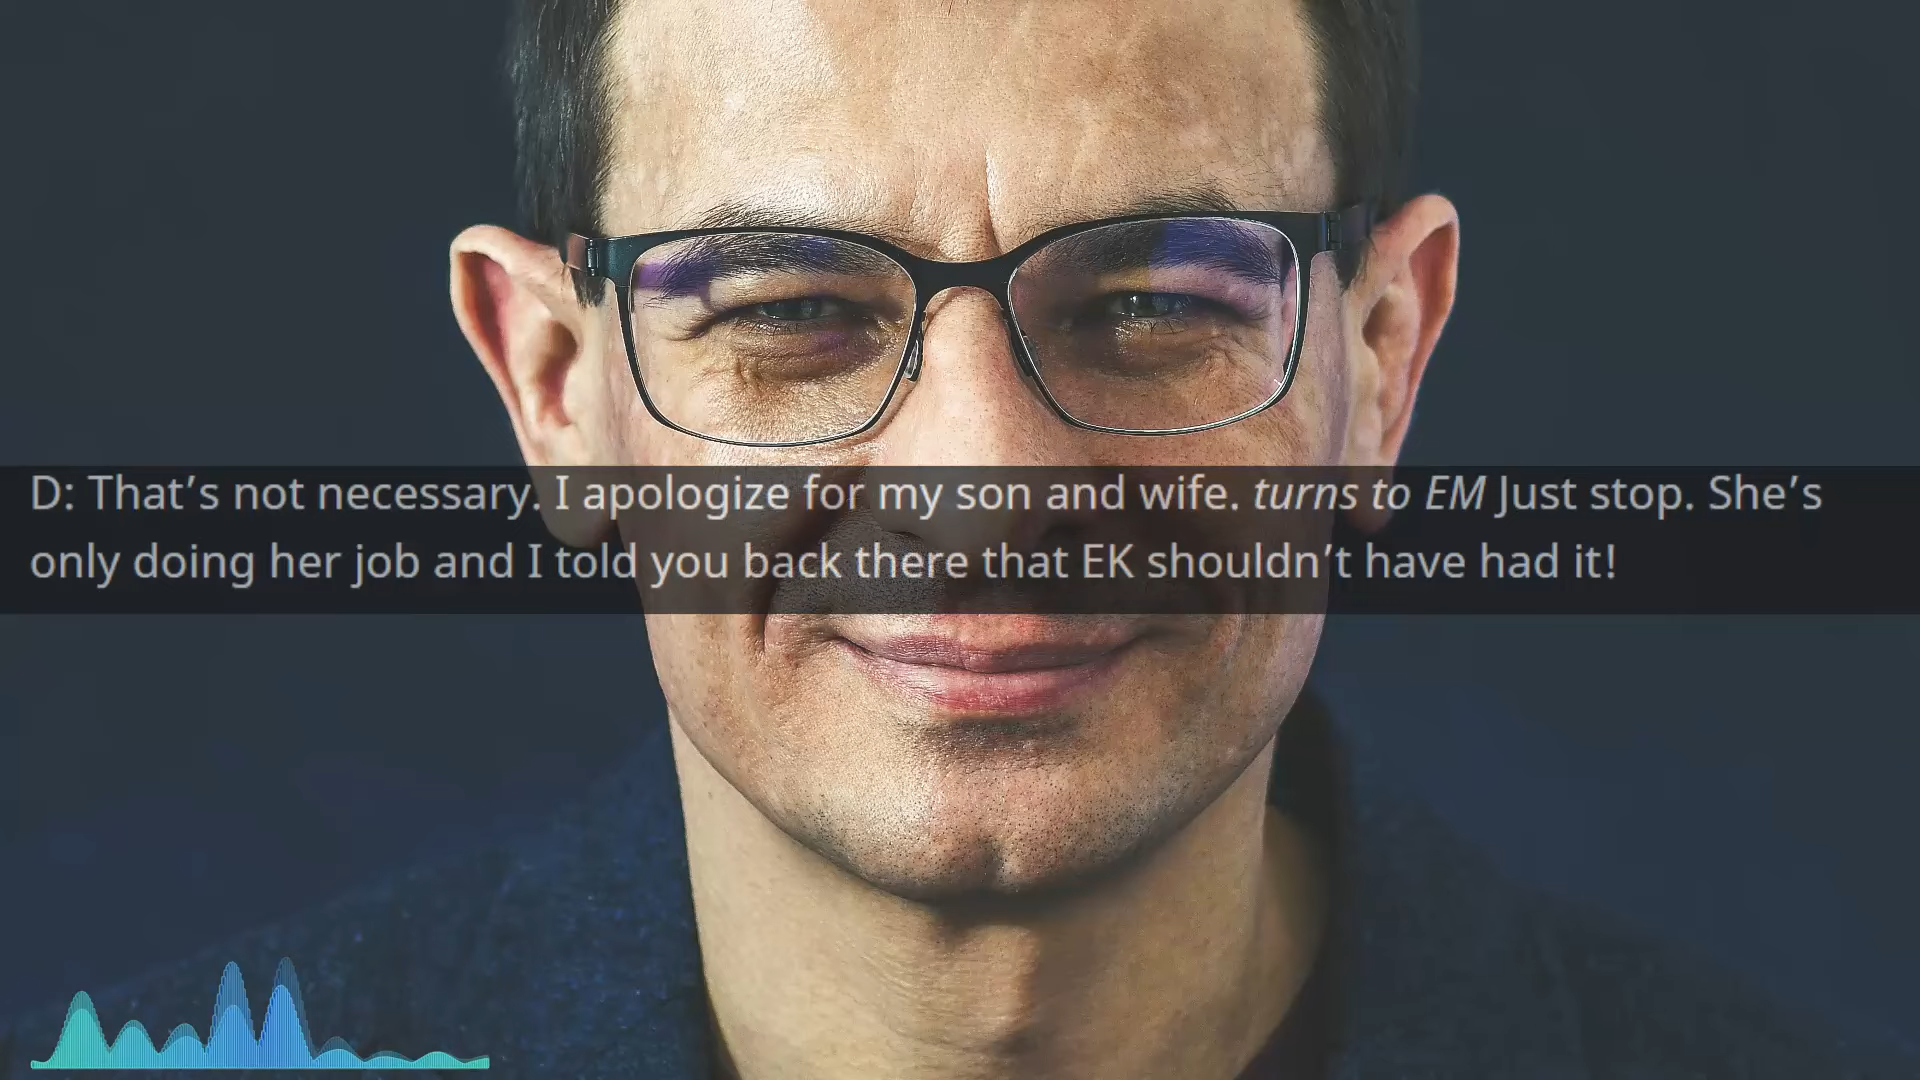 D: That’s not necessary. I apologize for my son and wife. turns to EM Just stop. She’s
only doing her job and I told you back there that EK shouldn’t have had it!